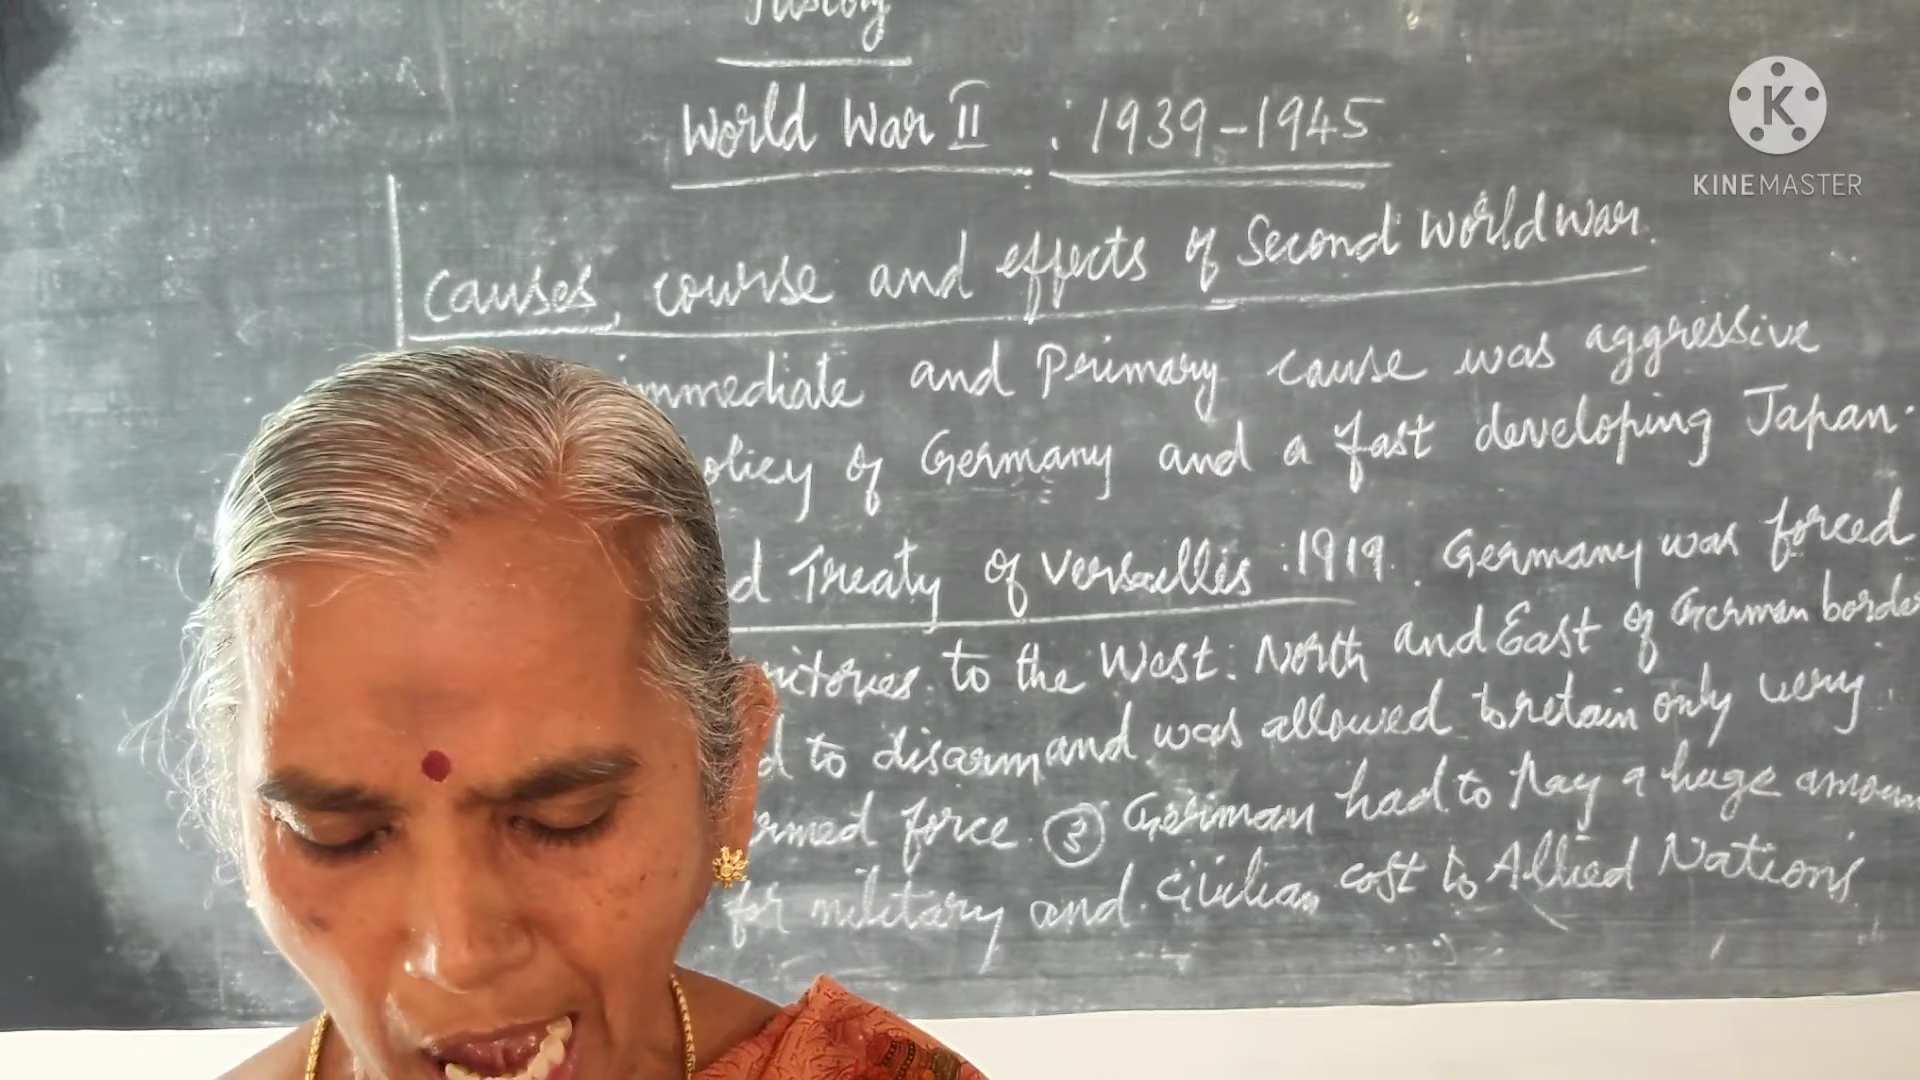 History
World War II : 1939-1945
K
KINEMASTER
Causes, course and effects of Second World War.
immediate and Primary cause was aggressive
olicy of Germany and a fast developing Japan.
d Treaty of Versaillis :1919. Germany was forced
ritories to the West. North and East of German border
d to disarm and was allowed to retain only very
rmed force. ③ German had to Pay a huge amoun
for military and civilian cost to Allied Nations